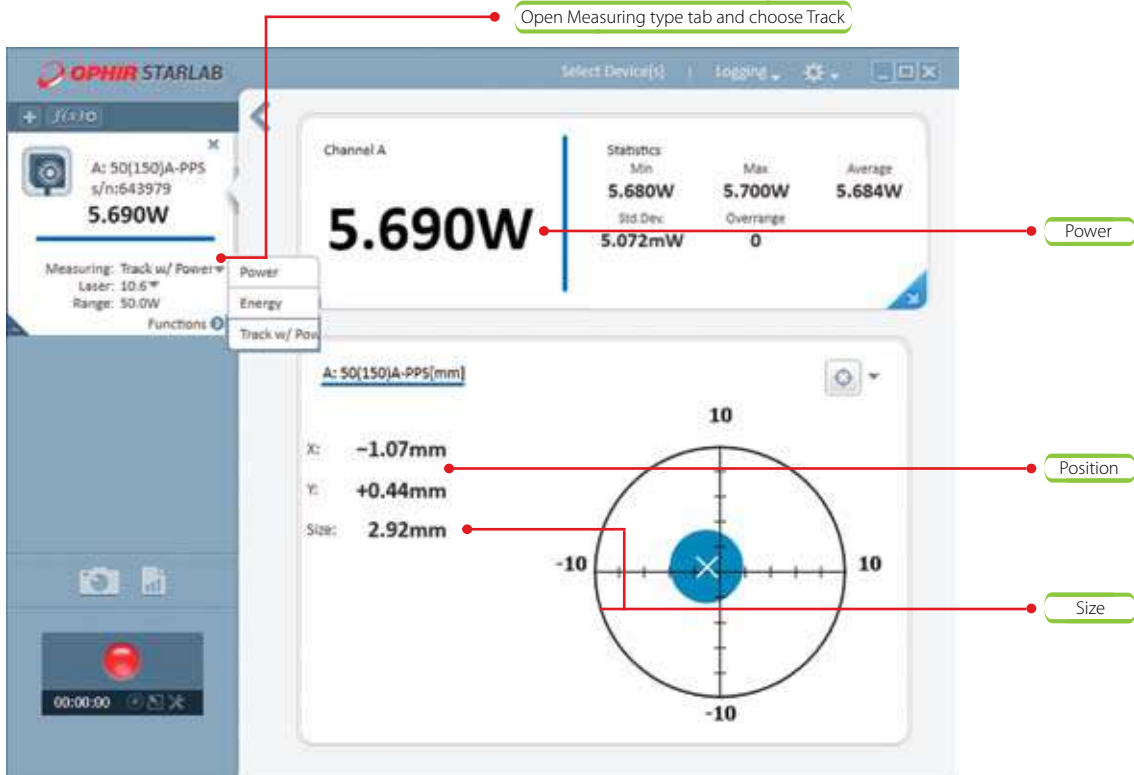 Open Measuring type tab and choose Track
OPHIR STARLAB
Select Device[s] | Logging
f(x)
A: 50(150)A-PPS
s/n:643979
5.690W
Measuring: Track w/ Power
Laser: 10.6
Range: 50.0W
Functions
Power
Energy
Track w/ Pow
Channel A
5.690W
Statistics
Min Max Average
5.680W 5.700W 5.684W
Std.Dev. Overrange
5.072mW 0
Power
A: 50(150)A-PPS[mm]
X: −1.07mm
Y: +0.44mm
Size: 2.92mm
10
-10
10
-10
Position
Size
00:00:00